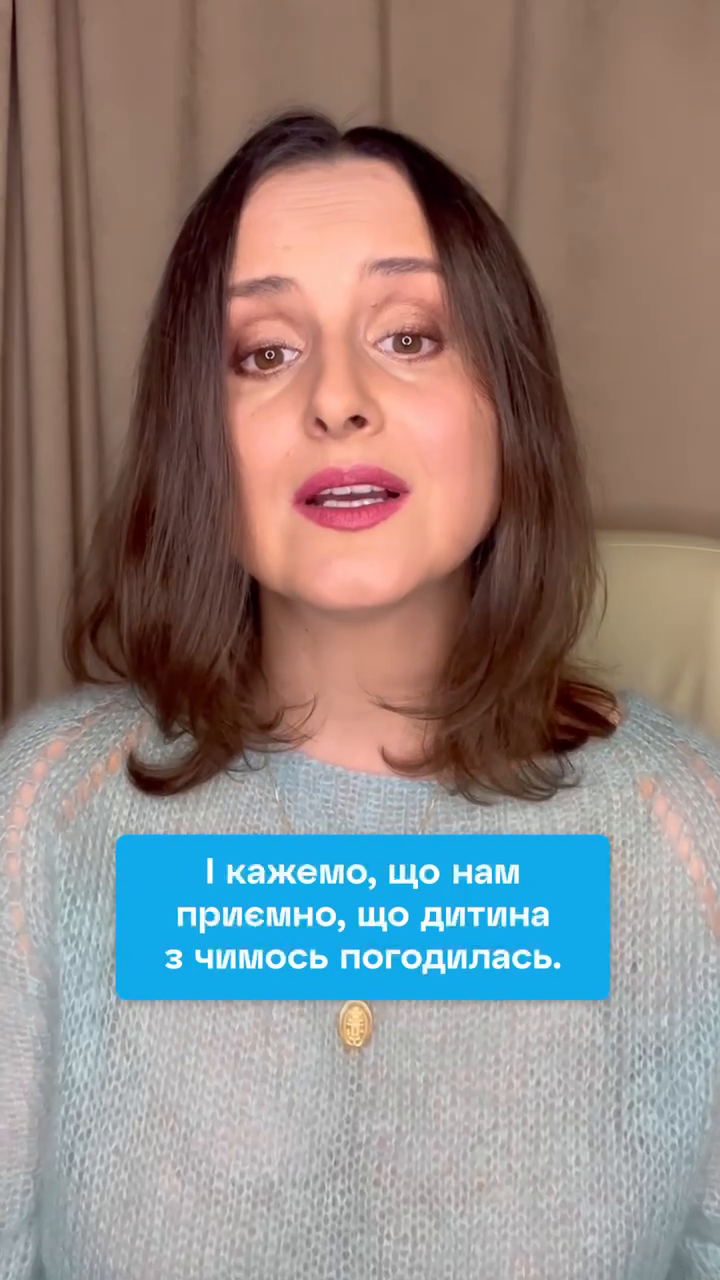 І кажемо, що нам
приємно, що дитина
з чимось погодилась.